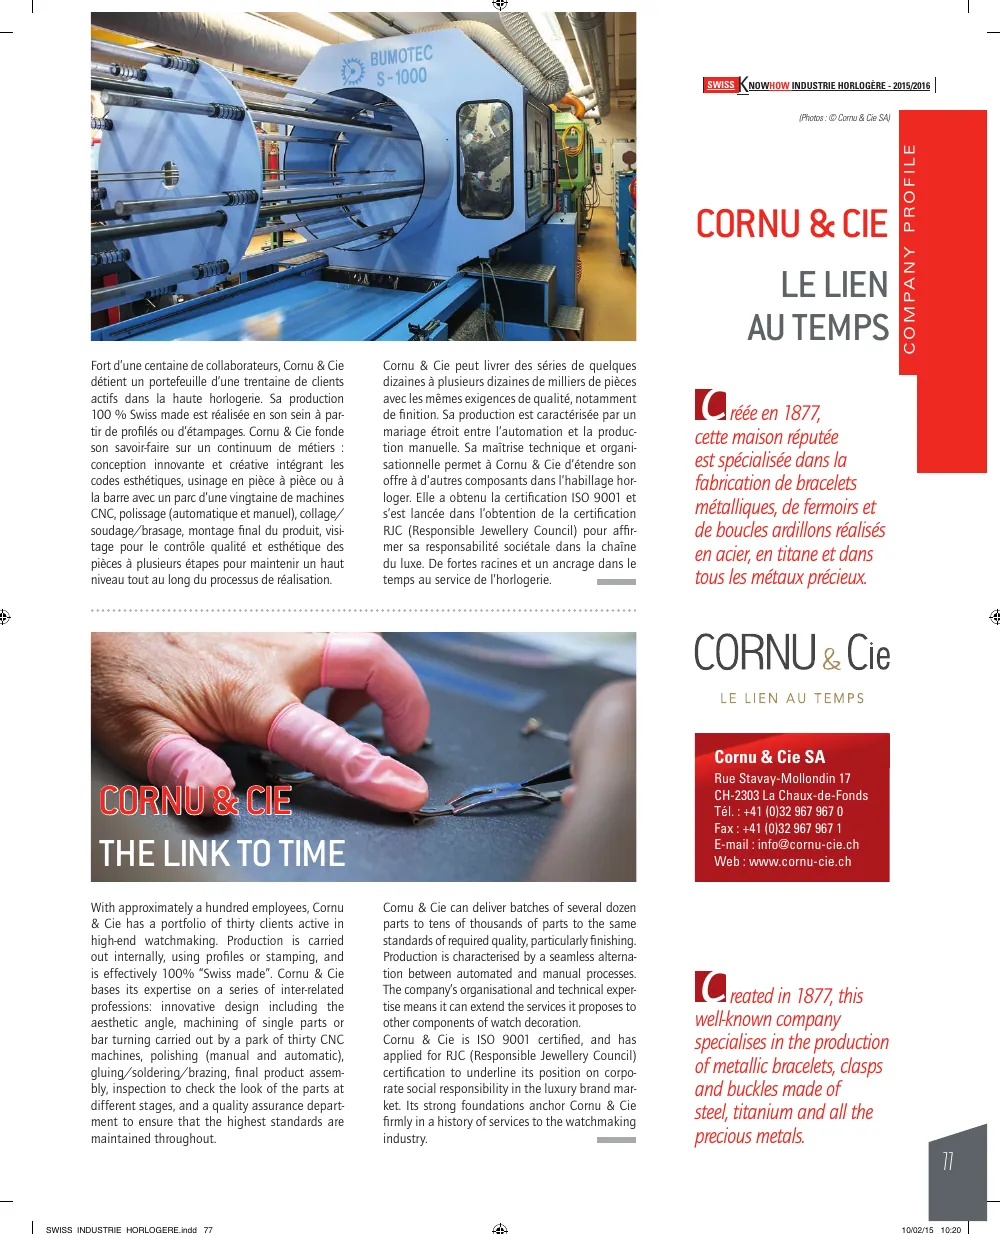 BUMOTEC
S-1000
SWISS KNOWHOW INDUSTRIE HORLOGÈRE - 2015/2016
(Photos : © Cornu & Cie SA)
COMPANY PROFILE
CORNU & CIE
LE LIEN
AU TEMPS
Créée en 1877,
cette maison réputée
est spécialisée dans la
fabrication de bracelets
métalliques, de fermoirs et
de boucles ardillons réalisés
en acier, en titane et dans
tous les métaux précieux.
Fort d’une centaine de collaborateurs, Cornu & Cie
détient un portefeuille d’une trentaine de clients
actifs dans la haute horlogerie. Sa production
100 % Swiss made est réalisée en son sein à par-
tir de profilés ou d’étampages. Cornu & Cie fonde
son savoir-faire sur un continuum de métiers :
conception innovante et créative intégrant les
codes esthétiques, usinage en pièce à pièce ou à
la barre avec un parc d’une vingtaine de machines
CNC, polissage (automatique et manuel), collage/
soudage/brasage, montage final du produit, visi-
tage pour le contrôle qualité et esthétique des
pièces à plusieurs étapes pour maintenir un haut
niveau tout au long du processus de réalisation.
Cornu & Cie peut livrer des séries de quelques
dizaines à plusieurs dizaines de milliers de pièces
avec les mêmes exigences de qualité, notamment
de finition. Sa production est caractérisée par un
mariage étroit entre l’automation et la produc-
tion manuelle. Sa maîtrise technique et organi-
sationnelle permet à Cornu & Cie d’étendre son
offre à d’autres composants dans l’habillage hor-
loger. Elle a obtenu la certification ISO 9001 et
s’est lancée dans l’obtention de la certification
RJC (Responsible Jewellery Council) pour affir-
mer sa responsabilité sociétale dans la chaîne
du luxe. De fortes racines et un ancrage dans le
temps au service de l’horlogerie.
CORNU & Cie
LE LIEN AU TEMPS
Cornu & Cie SA
Rue Stavay-Mollondin 17
CH-2303 La Chaux-de-Fonds
Tél. : +41 (0)32 967 967 0
Fax : +41 (0)32 967 967 1
E-mail : info@cornu-cie.ch
Web : www.cornu-cie.ch
CORNU & CIE
THE LINK TO TIME
With approximately a hundred employees, Cornu
& Cie has a portfolio of thirty clients active in
high-end watchmaking. Production is carried
out internally, using profiles or stamping, and
is effectively 100% “Swiss made”. Cornu & Cie
bases its expertise on a series of inter-related
professions: innovative design including the
aesthetic angle, machining of single parts or
bar turning carried out by a park of thirty CNC
machines, polishing (manual and automatic),
gluing/soldering/brazing, final product assem-
bly, inspection to check the look of the parts at
different stages, and a quality assurance depart-
ment to ensure that the highest standards are
maintained throughout.
Cornu & Cie can deliver batches of several dozen
parts to tens of thousands of parts to the same
standards of required quality, particularly finishing.
Production is characterised by a seamless alterna-
tion between automated and manual processes.
The company’s organisational and technical exper-
tise means it can extend the services it proposes to
other components of watch decoration.
Cornu & Cie is ISO 9001 certified, and has
applied for RJC (Responsible Jewellery Council)
certification to underline its position on corpo-
rate social responsibility in the luxury brand mar-
ket. Its strong foundations anchor Cornu & Cie
firmly in a history of services to the watchmaking
industry.
Created in 1877, this
well-known company
specialises in the production
of metallic bracelets, clasps
and buckles made of
steel, titanium and all the
precious metals.
77
SWISS_INDUSTRIE_HORLOGERE.indd 77
10/02/15 10:20